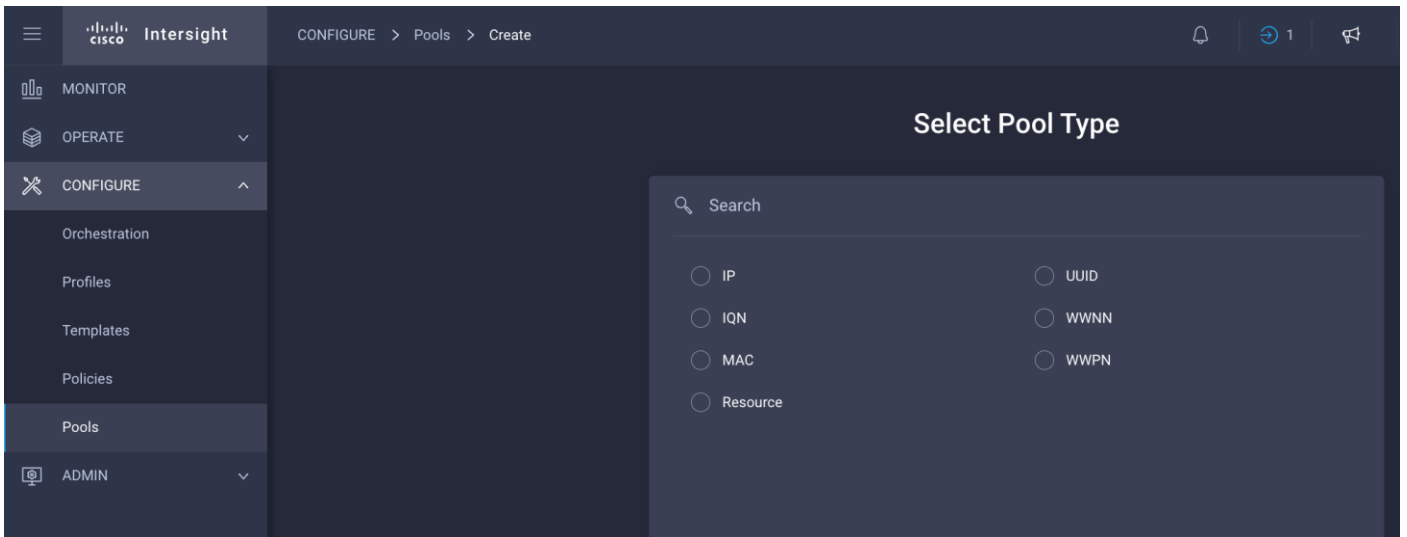 cisco Intersight
CONFIGURE > Pools > Create
1
MONITOR
OPERATE
CONFIGURE
Orchestration
Profiles
Templates
Policies
Pools
ADMIN
Select Pool Type
Search
IP
UUID
IQN
WWNN
MAC
WWPN
Resource